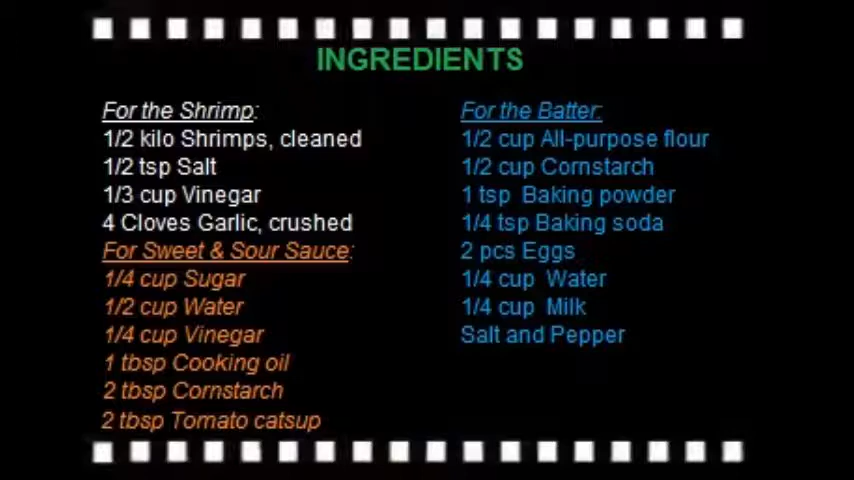 INGREDIENTS
For the Shrimp:
1/2 kilo Shrimps, cleaned
1/2 tsp Salt
1/3 cup Vinegar
4 Cloves Garlic, crushed
For Sweet & Sour Sauce:
1/4 cup Sugar
1/2 cup Water
1/4 cup Vinegar
1 tbsp Cooking oil
2 tbsp Cornstarch
2 tbsp Tomato catsup
For the Batter:
1/2 cup All-purpose flour
1/2 cup Cornstarch
1 tsp Baking powder
1/4 tsp Baking soda
2 pcs Eggs
1/4 cup Water
1/4 cup Milk
Salt and Pepper